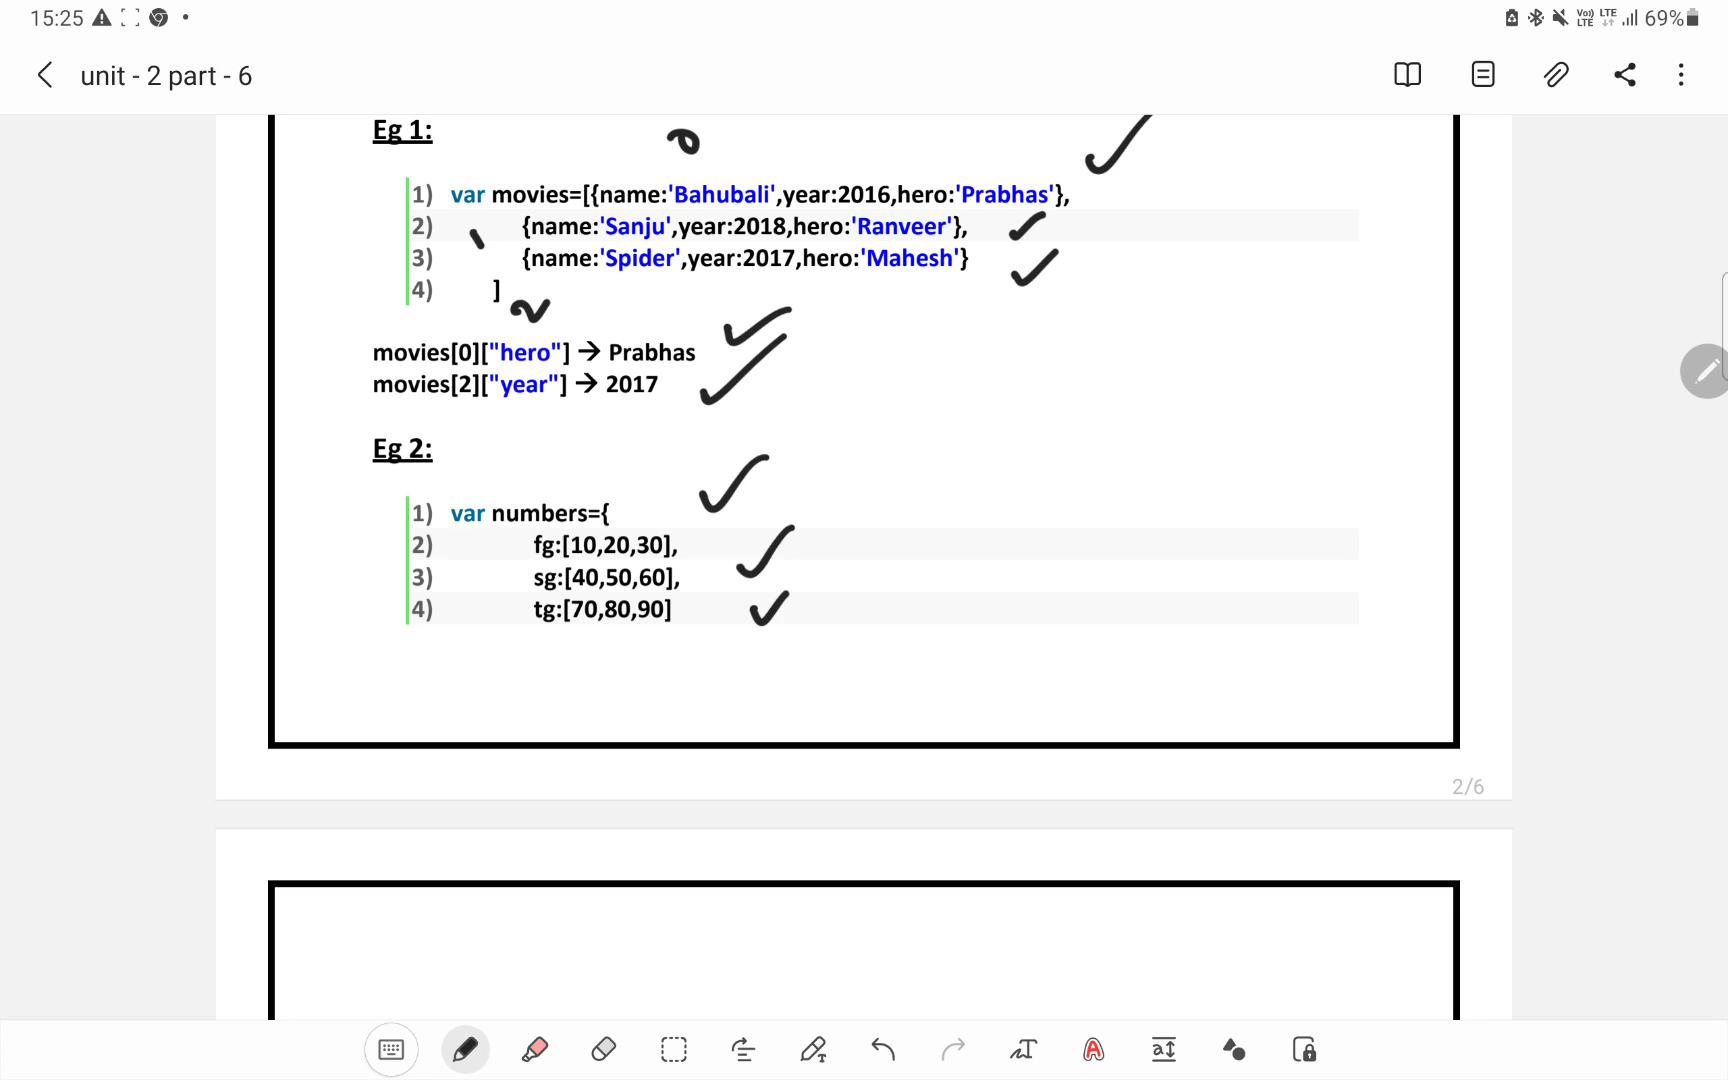 15:25
69%
unit - 2 part - 6
Eg 1:
0
1) var movies=[{name:'Bahubali',year:2016,hero:'Prabhas'},
2) {name:'Sanju',year:2018,hero:'Ranveer'},
1
3) {name:'Spider',year:2017,hero:'Mahesh'}
4) ]
2
movies[0]["hero"] → Prabhas
movies[2]["year"] → 2017
Eg 2:
1) var numbers={
2) fg:[10,20,30],
3) sg:[40,50,60],
4) tg:[70,80,90]
2/6